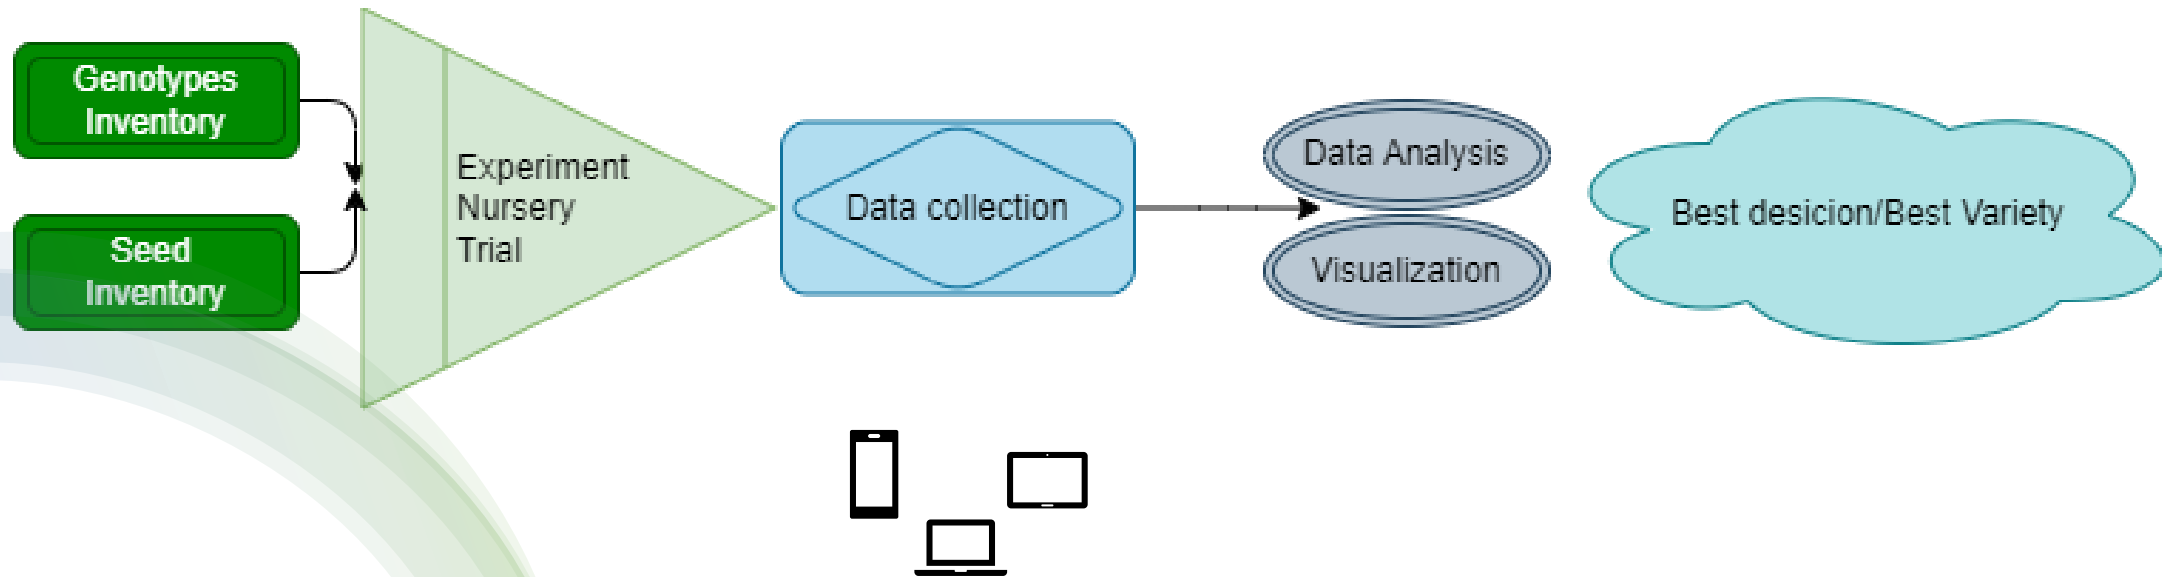 Genotypes
Inventory
Seed
Inventory
Experiment
Nursery
Trial
Data collection
Data Analysis
Visualization
Best desicion/Best Variety